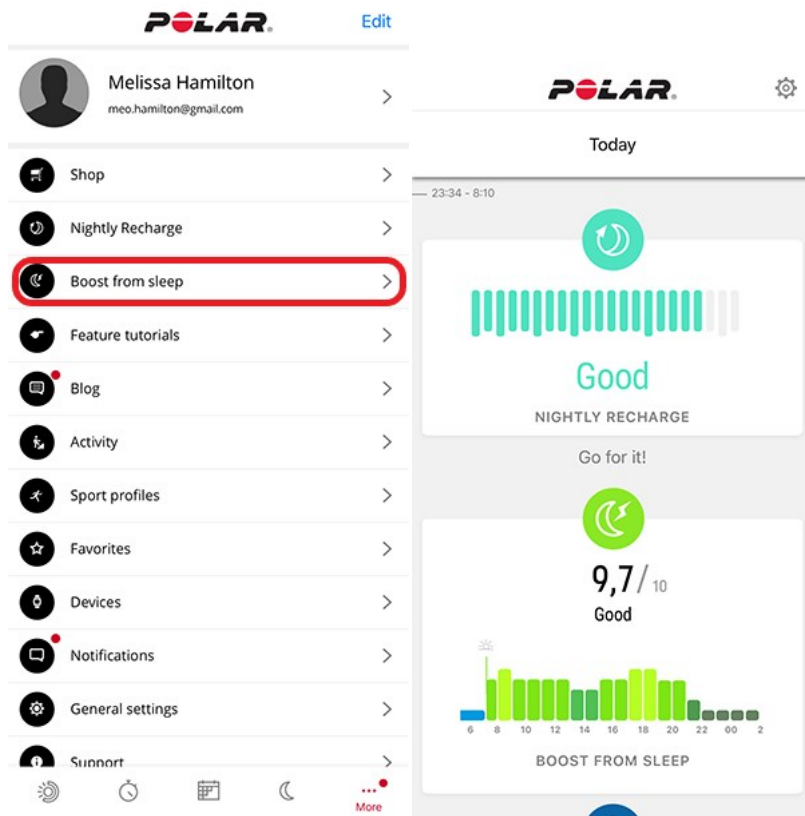 POLAR.
Edit
Melissa Hamilton
meo.hamilton@gmail.com
Shop
Nightly Recharge
Boost from sleep
Feature tutorials
Blog
Activity
Sport profiles
Favorites
Devices
Notifications
General settings
Support
More
POLAR.
Today
23:34 - 8:10
Good
NIGHTLY RECHARGE
Go for it!
9,7/ 10
Good
6 8 10 12 14 16 18 20 22 00 2
BOOST FROM SLEEP